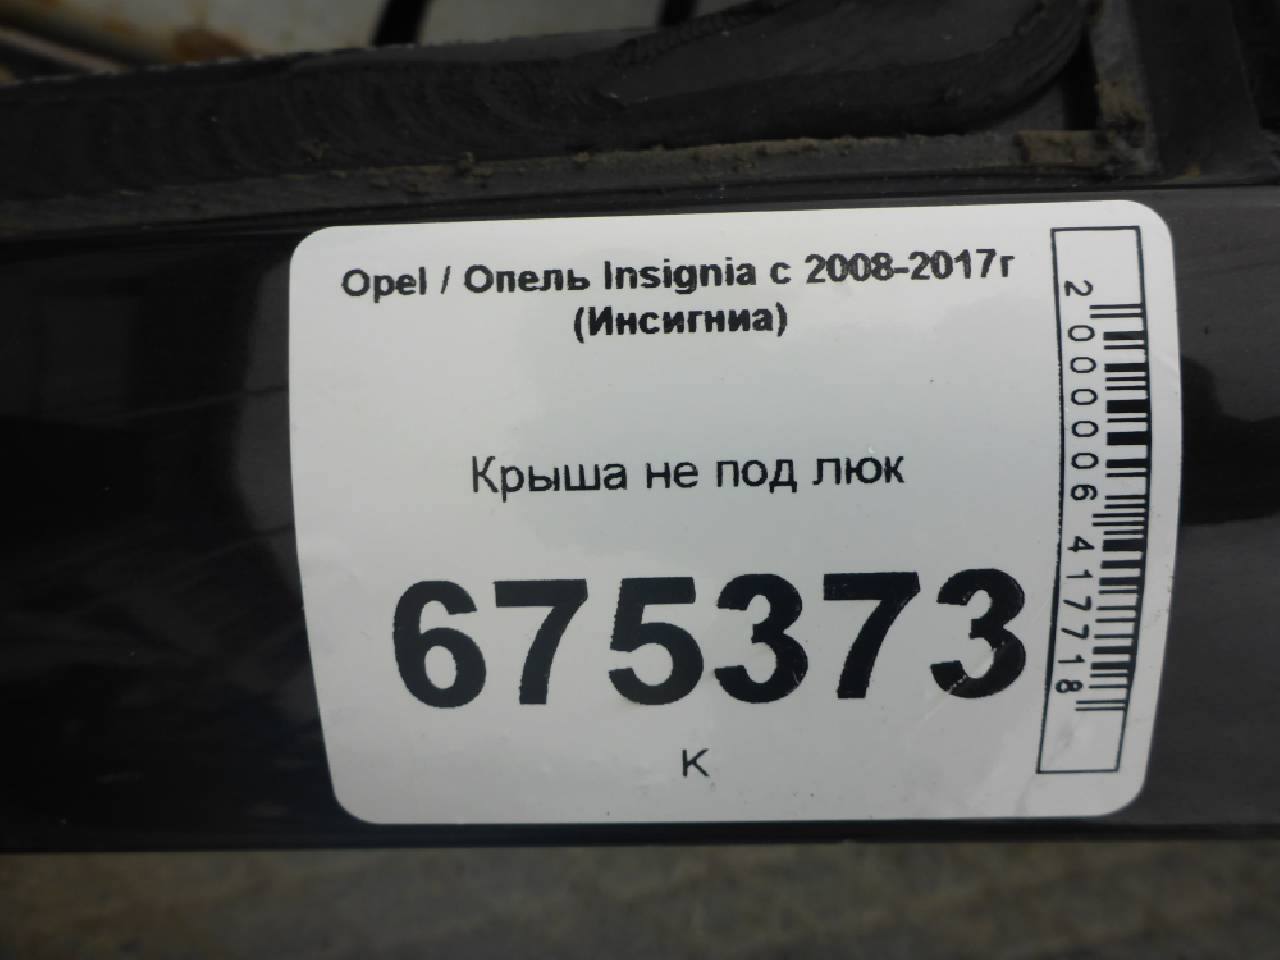 Opel / Опель Insignia с 2008-2017г
(Инсигниа)
Крыша не под люк
675373
К
2000006417718